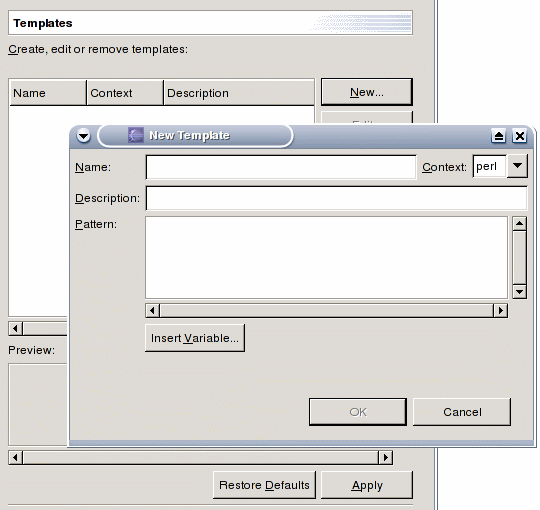 Templates
Create, edit or remove templates:
Name Context Description
New...
New Template
Name: Context: perl
Description:
Pattern:
Insert Variable...
Preview:
OK Cancel
Restore Defaults Apply